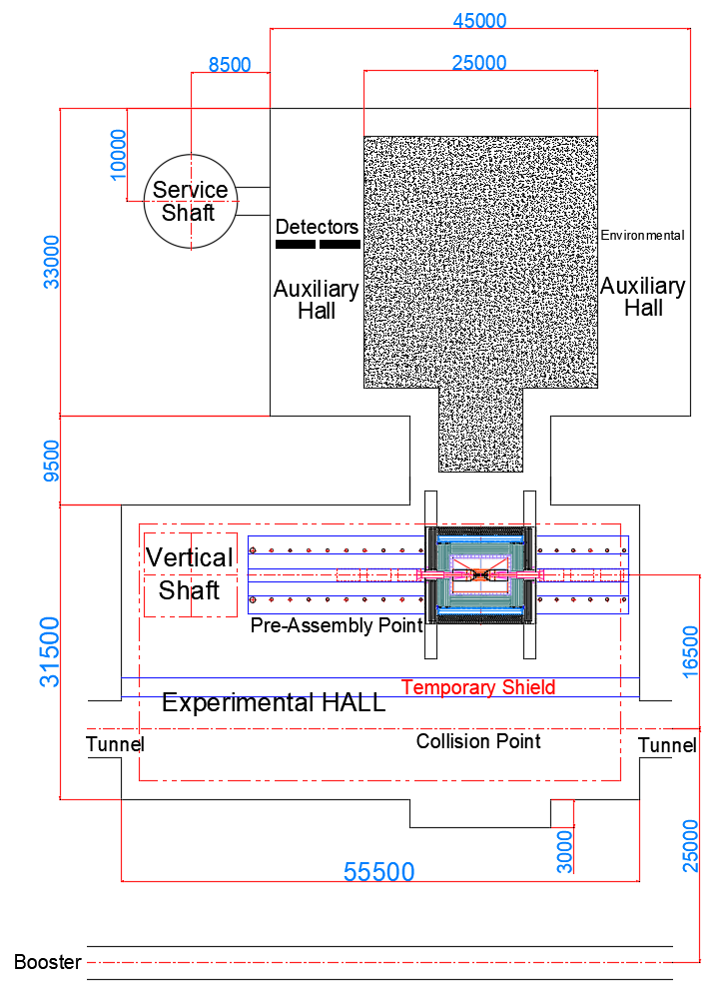 45000
8500
25000
10000
Service
Shaft
Detectors
Environmental
33000
Auxiliary
Hall
Auxiliary
Hall
9500
Vertical
Shaft
Pre-Assembly Point
31500
16500
Temporary Shield
Experimental HALL
Tunnel
Collision Point
Tunnel
3000
25000
55500
Booster